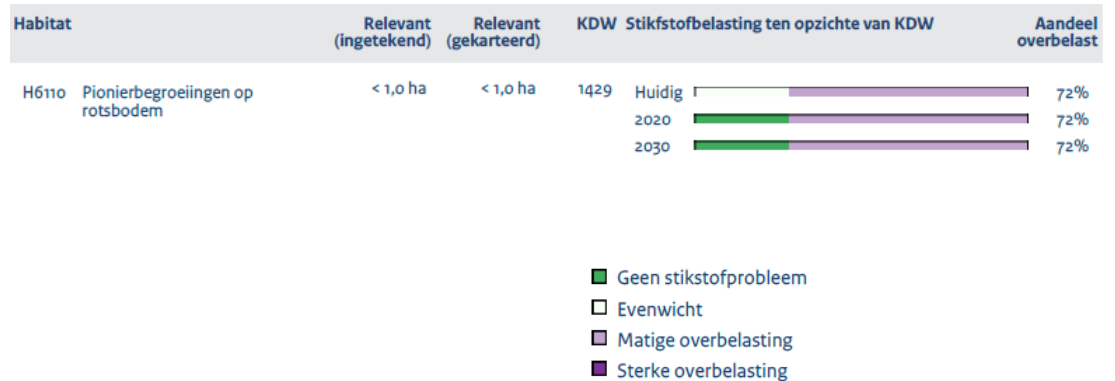 Habitat Relevant (ingetekend) Relevant (gekarteerd) KDW Stikfstofbelasting ten opzichte van KDW Aandeel overbelast
H6110 Pionierbegroeiingen op rotsbodem < 1,0 ha < 1,0 ha 1429 Huidig 72%
2020 72%
2030 72%
Geen stikstofprobleem
Evenwicht
Matige overbelasting
Sterke overbelasting